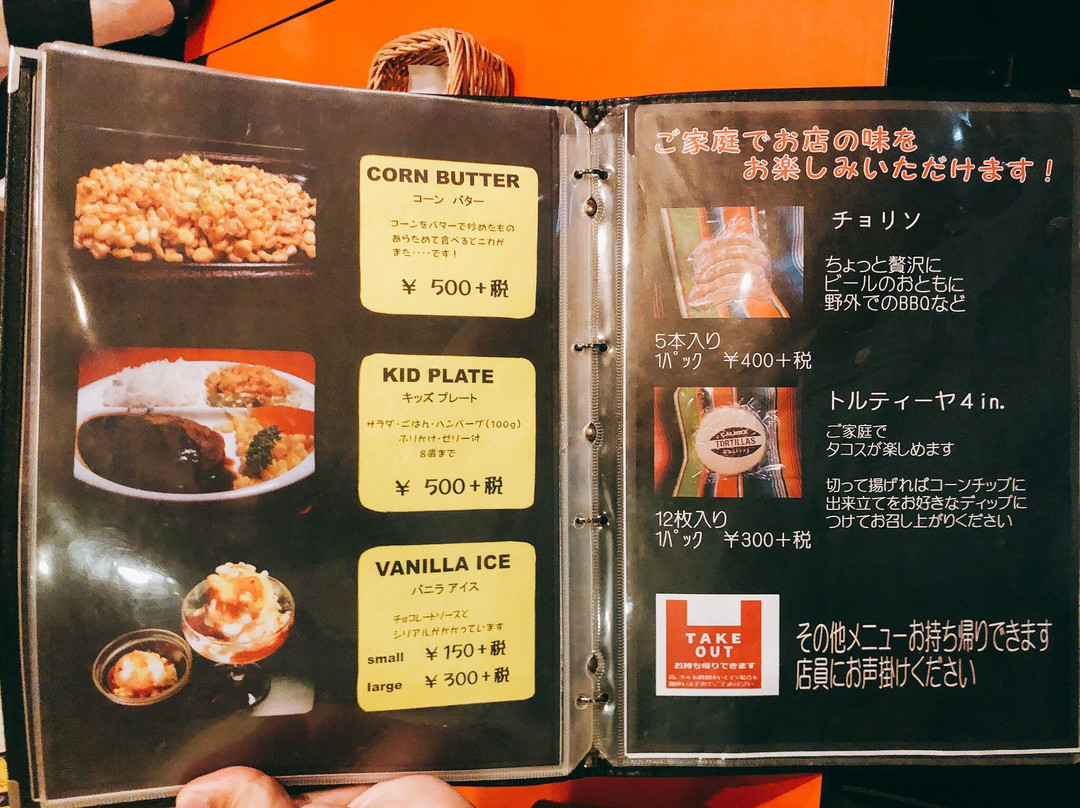 CORN BUTTER
コーン バター
コーンをバターで炒めたもの
あらためて食べるとこれが
また・・・・です！
￥ 500＋税
KID PLATE
キッズ プレート
サラダ・ごはん・ハンバーグ(100g)
ふりかけ・ゼリー付
8歳まで
￥ 500＋税
VANILLA ICE
バニラ アイス
チョコレートソースと
シリアルがかかっています
small ￥150＋税
large ￥300＋税
ご家庭でお店の味を
お楽しみいただけます！
チョリソ
ちょっと贅沢に
ビールのおともに
野外でのBBQなど
5本入り
1ﾊﾟｯｸ ￥400＋税
トルティーヤ4in.
ご家庭で
タコスが楽しめます
切って揚げればコーンチップに
出来立てをお好きなディップに
つけてお召し上がりください
TORTILLAS
12枚入り
1ﾊﾟｯｸ ￥300＋税
TAKE
OUT
お持ち帰りできます
その他メニューお持ち帰りできます
店員にお声掛けください